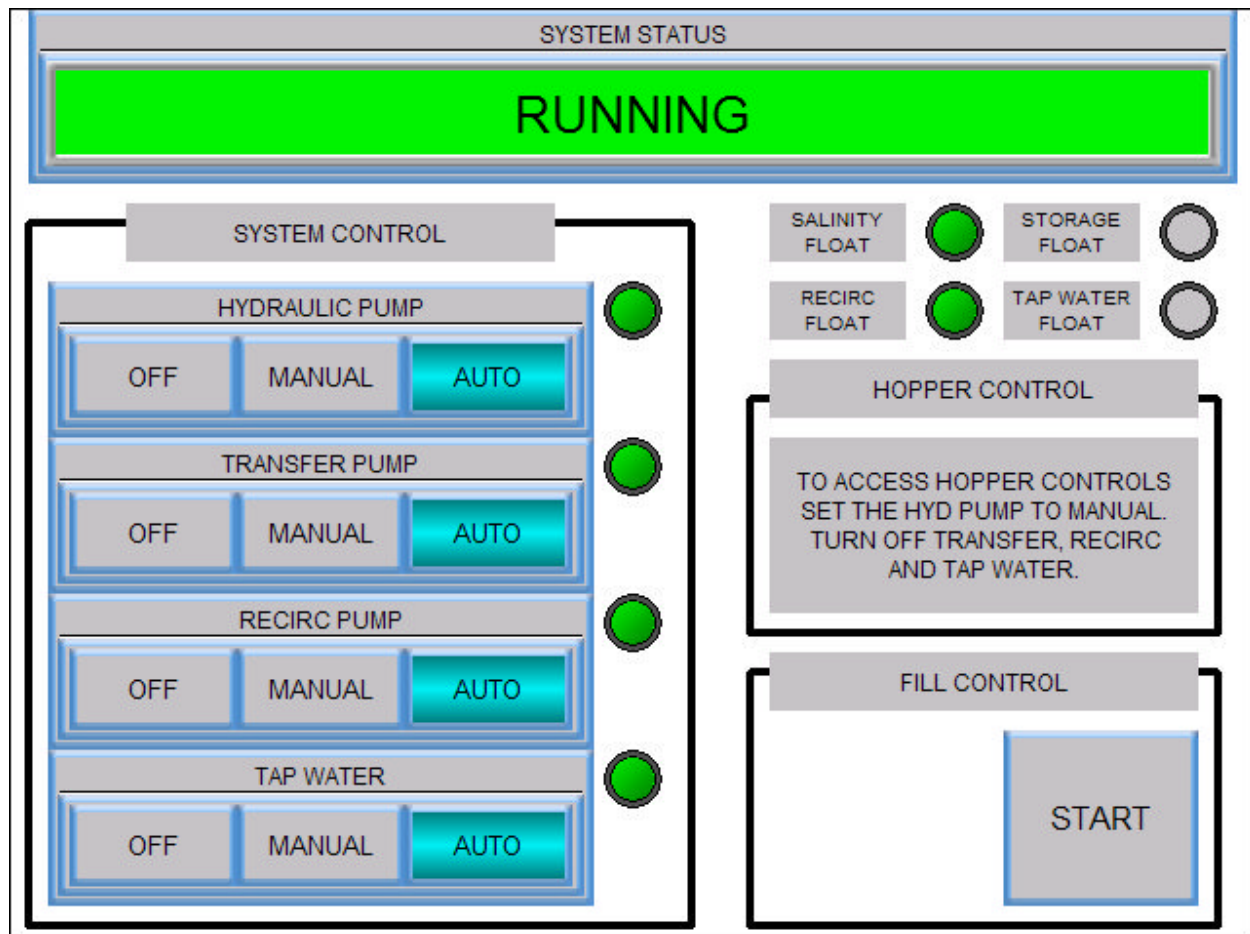 SYSTEM STATUS
RUNNING
SYSTEM CONTROL
HYDRAULIC PUMP
OFF MANUAL AUTO
TRANSFER PUMP
OFF MANUAL AUTO
RECIRC PUMP
OFF MANUAL AUTO
TAP WATER
OFF MANUAL AUTO
SALINITY
FLOAT
STORAGE
FLOAT
RECIRC
FLOAT
TAP WATER
FLOAT
HOPPER CONTROL
TO ACCESS HOPPER CONTROLS
SET THE HYD PUMP TO MANUAL.
TURN OFF TRANSFER, RECIRC
AND TAP WATER.
FILL CONTROL
START